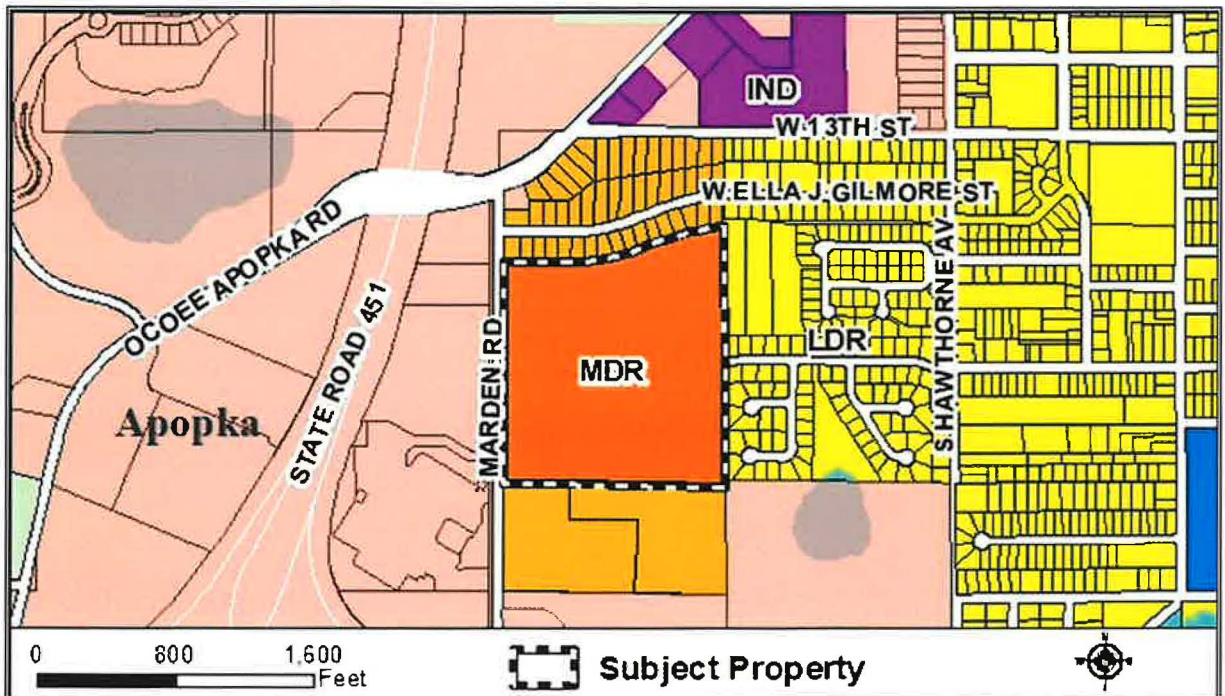 IND
W 13TH ST
W ELLA J GILMORE ST
OCOEE APOPKA RD
STATE ROAD 451
MARDEN RD
MDR
LDR
S HAWTHORNE AV
Apopka
0 800 1,600
Feet
Subject Property